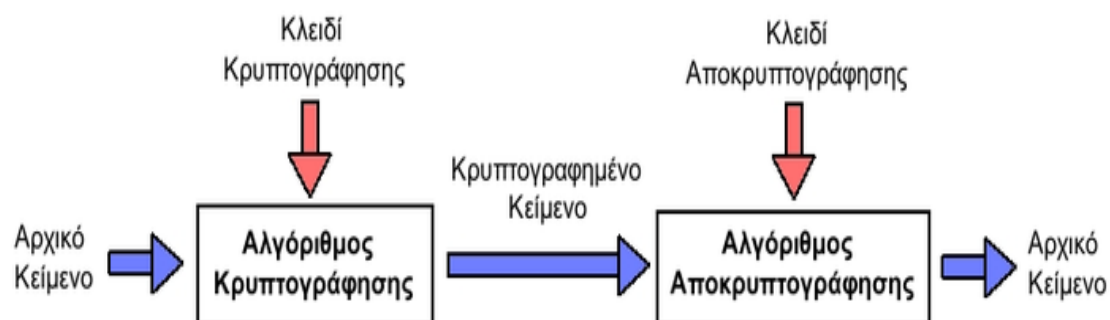 Κλειδί
Κρυπτογράφησης
Κλειδί
Αποκρυπτογράφησης
Κρυπτογραφημένο
Κείμενο
Αρχικό
Κείμενο
Αλγόριθμος
Κρυπτογράφησης
Αλγόριθμος
Αποκρυπτογράφησης
Αρχικό
Κείμενο